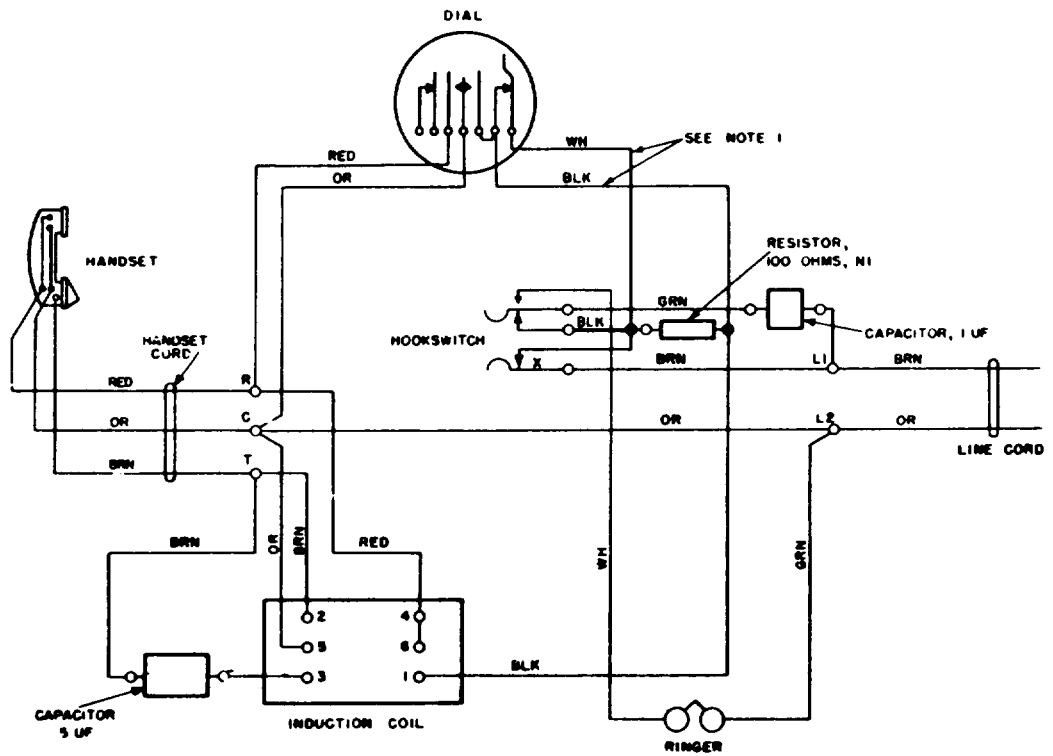 DIAL
WH
SEE NOTE 1
RED
OR
BLK
HANDSET
RESISTOR,
100 OHMS, NI
GRN
BLK
HOOKSWITCH
CAPACITOR, 1 UF
X
BRN
L1
BRN
HANDSET
CORD
RED
R
OR
C
OR
L2
OR
LINE CORD
BRN
T
BRN
OR
BRN
RED
WH
GRN
2
4
5
6
3
1
BLK
CAPACITOR
5 UF
INDUCTION COIL
RINGER